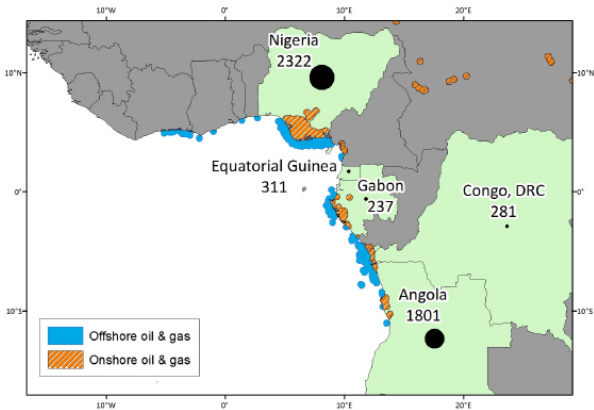 10°W
0°
10°E
20°E
Nigeria
2322
10°N
10°N
Equatorial Guinea
311
Gabon
237
Congo, DRC
281
0°
0°
Angola
1801
10°S
10°S
Offshore oil & gas
Onshore oil & gas
10°W
0°
10°E
20°E